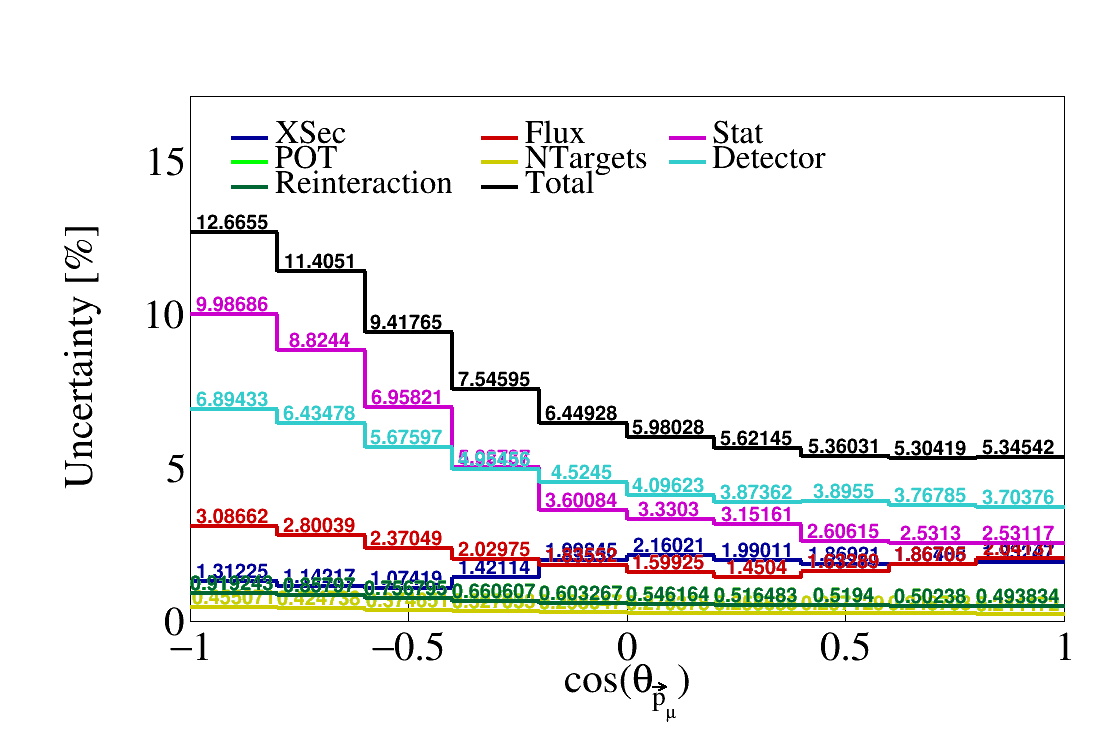 XSec Flux Stat
POT NTargets Detector
Reinteraction Total
Uncertainty [%]
15
10
5
0
12.6655 11.4051 9.41765 7.54595 6.44928 5.98028 5.62145 5.36031 5.30419 5.34542
9.98686 8.8244 6.95821 3.60084 3.3303 3.15161 2.60615 2.5313 2.53117
6.89433 6.43478 5.67597 4.5245 4.09623 3.87362 3.8955 3.76785 3.70376
3.08662 2.80039 2.37049 2.02975 1.59925 1.4504
1.31225 1.14217 1.07419 1.42114 2.16021 1.99011
0.660607 0.603267 0.546164 0.516483 0.5194 0.50238 0.493834
−1 −0.5 0 0.5 1
cos(θp⃗μ)